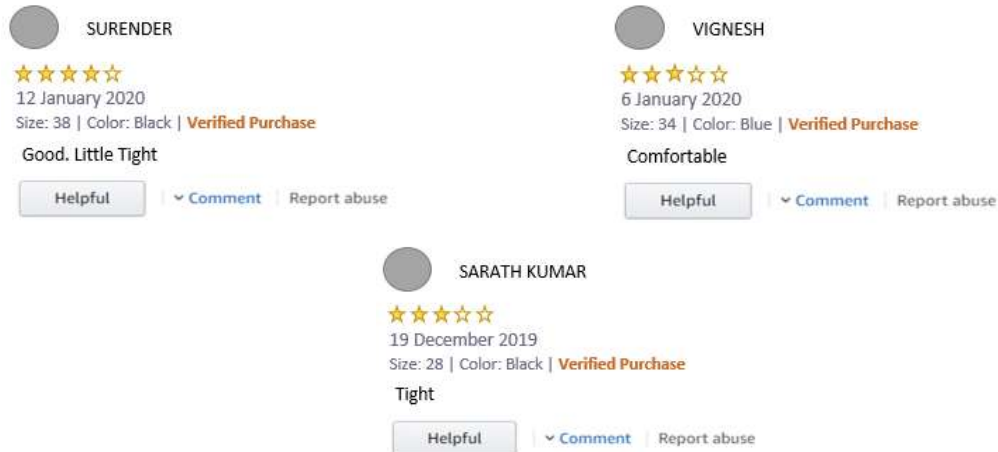 SURENDER
12 January 2020
Size: 38 | Color: Black | Verified Purchase
Good. Little Tight
Helpful | Comment | Report abuse
VIGNESH
6 January 2020
Size: 34 | Color: Blue | Verified Purchase
Comfortable
Helpful | Comment | Report abuse
SARATH KUMAR
19 December 2019
Size: 28 | Color: Black | Verified Purchase
Tight
Helpful | Comment | Report abuse